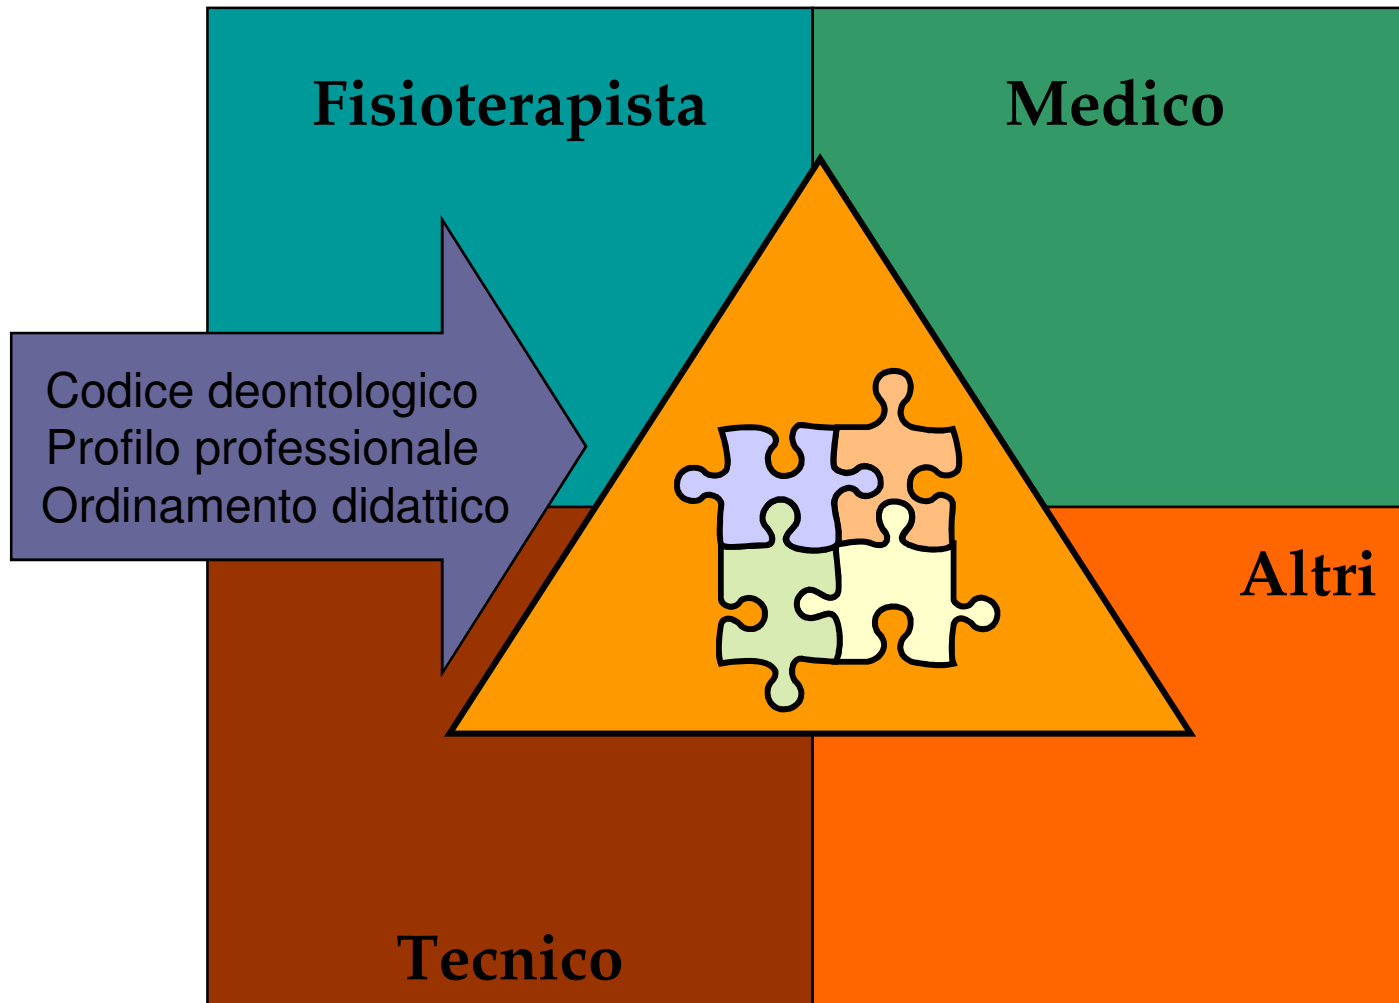 Fisioterapista
Medico
Codice deontologico
Profilo professionale
Ordinamento didattico
Altri
Tecnico